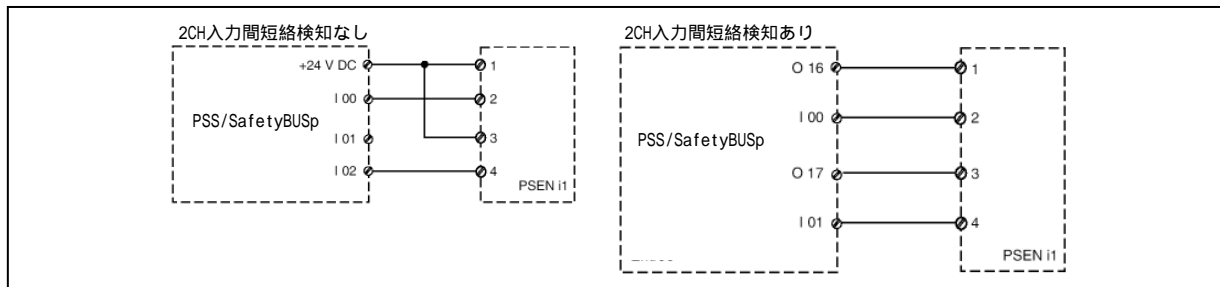 2CH入力間短絡検知なし
+24 V DC
1
I 00
2
PSS/SafetyBUSp
I 01
3
I 02
4
PSEN i1
2CH入力間短絡検知あり
O 16
1
I 00
2
PSS/SafetyBUSp
O 17
3
I 01
4
PSEN i1